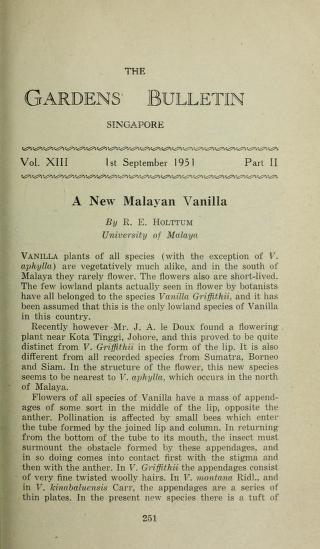 THE
GARDENS' BULLETIN
SINGAPORE
Vol. XIII 1st September 1951 Part II
A New Malayan Vanilla
By R. E. HOLTTUM
University of Malaya
VANILLA plants of all species (with the exception of V.
aphylla) are vegetatively much alike, and in the south of
Malaya they rarely flower. The flowers also are short-lived.
The few lowland plants actually seen in flower by botanists
have all belonged to the species Vanilla Griffithii, and it has
been assumed that this is the only lowland species of Vanilla
in this country.
Recently however Mr. J. A. le Doux found a flowering
plant near Kota Tinggi, Johore, and this proved to be quite
distinct from V. Griffithii in the form of the lip. It is also
different from all recorded species from Sumatra, Borneo
and Siam. In the structure of the flower, this new species
seems to be nearest to V. aphylla, which occurs in the north
of Malaya.
Flowers of all species of Vanilla have a mass of append-
ages of some sort in the middle of the lip, opposite the
anther. Pollination is affected by small bees which enter
the tube formed by the joined lip and column. In returning
from the bottom of the tube to its mouth, the insect must
surmount the obstacle formed by these appendages, and
in so doing comes into contact first with the stigma and
then with the anther. In V. Griffithii the appendages consist
of very fine twisted woolly hairs. In V. montana Ridl., and
in V. kinabaluensis Carr, the appendages are a series of
thin plates. In the present new species there is a tuft of
251